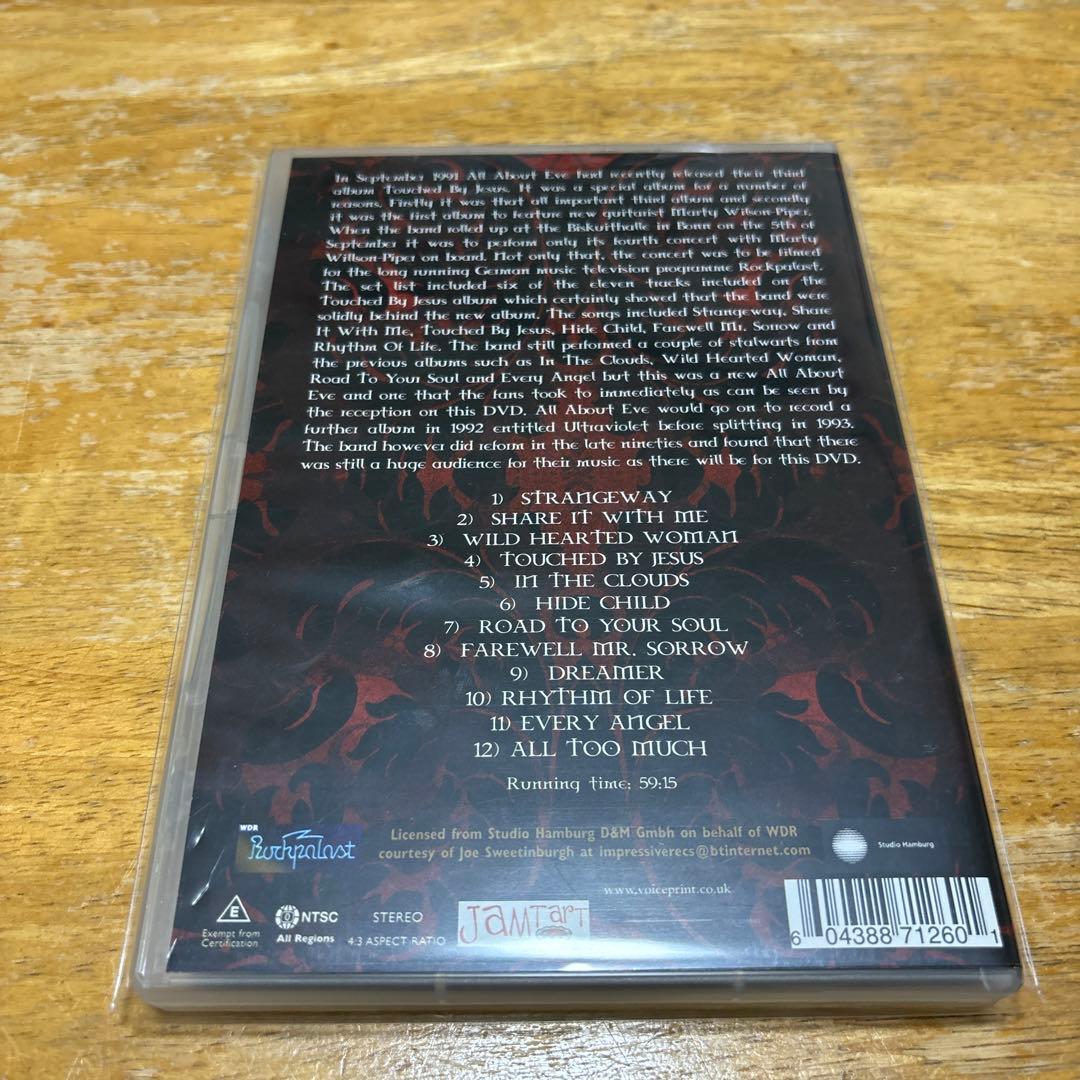 In September 1991 All About Eve had recently released their third
album Touched By Jesus. It was a special album for a number of
reasons. Firstly it was that all important third album and secondly
it was the first album to feature new guitarist Marty Wilson-Piper.
When the band rolled up at the Biskuithalle in Bonn on the 5th of
September it was to perform only its fourth concert with Marty
Willson-Piper on board. Not only that, the concert was to be filmed
for the long running German music television programme Rockpalast.
The set list included six of the eleven tracks included on the
Touched By Jesus album which certainly showed that the band were
solidly behind the new album. The songs included Strangeway, Share
It With Me, Touched By Jesus, Hide Child, Farewell Mr. Sorrow and
Rhythm Of Life. The band still performed a couple of stalwarts from
the previous albums such as In The Clouds, Wild Hearted Woman,
Road To Your Soul and Every Angel but this was a new All About
Eve and one that the fans took to immediately as can be seen by
the reception on this DVD. All About Eve would go on to record a
further album in 1992 entitled Ultraviolet before splitting in 1993.
The band however did reform in the late nineties and found that there
was still a huge audience for their music as there will be for this DVD.
1) STRANGEWAY
2) SHARE IT WITH ME
3) WILD HEARTED WOMAN
4) TOUCHED BY JESUS
5) IN THE CLOUDS
6) HIDE CHILD
7) ROAD TO YOUR SOUL
8) FAREWELL MR. SORROW
9) DREAMER
10) RHYTHM OF LIFE
11) EVERY ANGEL
12) ALL TOO MUCH
Running time: 59:15
WDR
Rockpalast
Licensed from Studio Hamburg D&M Gmbh on behalf of WDR
courtesy of Joe Sweetinburgh at impressiverecs@btinternet.com
Studio Hamburg
www.voiceprint.co.uk
E
Exempt from
Certification
0 NTSC
All Regions
STEREO
4:3 ASPECT RATIO
JAMTART
6 04388 71260 1